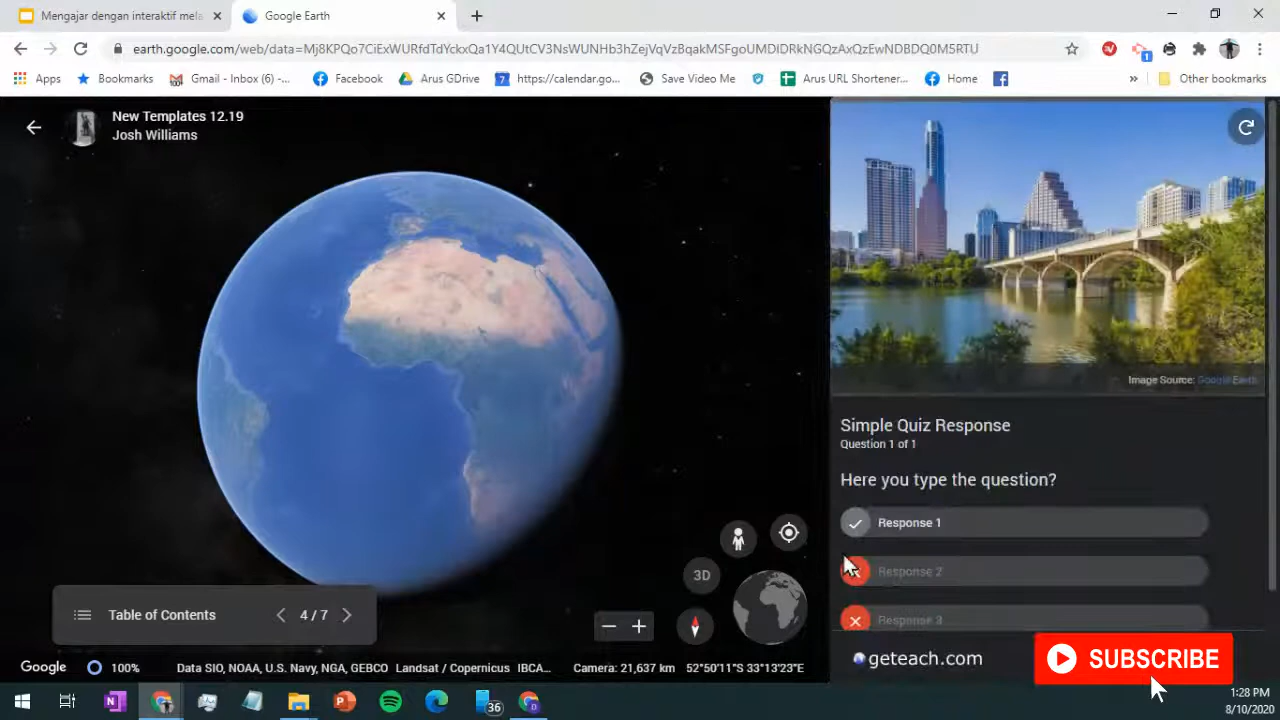 Mengajar dengan interaktif mela
Google Earth
earth.google.com/web/data=Mj8KPQo7CiExWURfdTdYckxQa1Y4QUtCV3NsWUNHb3hZejVqVzBqakMSFgoUMDlDRkNGQzAxQzEwNDBDQ0M5RTU
1
Apps
Bookmarks
Gmail - Inbox (6) -...
Facebook
Arus GDrive
7
https://calendar.go...
Save Video Me
Arus URL Shortener...
Home
»
Other bookmarks
New Templates 12.19
Josh Williams
Image Source: Google Earth
Simple Quiz Response
Question 1 of 1
Here you type the question?
Response 1
Response 2
Response 3
3D
Table of Contents
4 / 7
Google
100%
Data SIO, NOAA, U.S. Navy, NGA, GEBCO
Landsat / Copernicus
IBCA...
Camera: 21,637 km
52°50'11"S 33°13'23"E
geteach.com
SUBSCRIBE
36
1:28 PM
8/10/2020